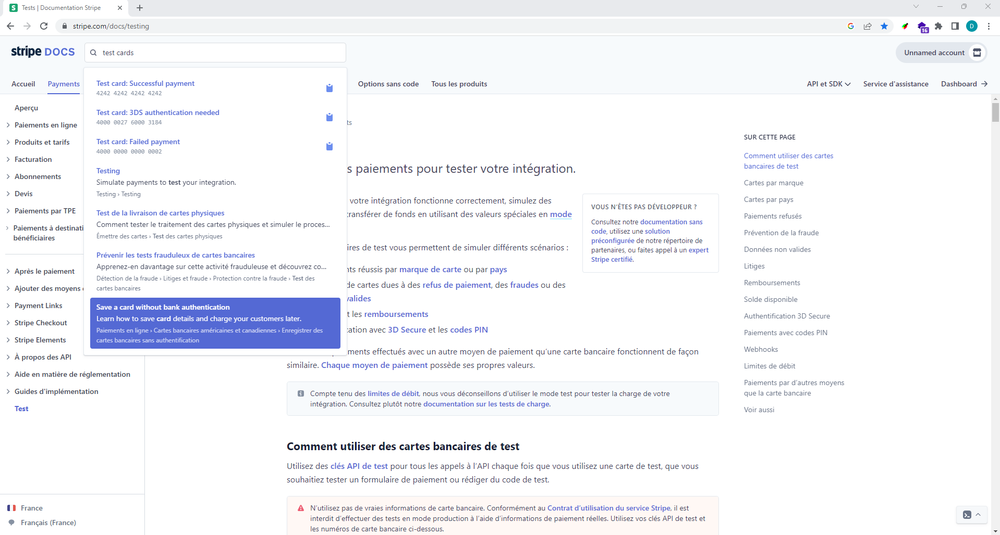 Tests | Documentation Stripe
stripe.com/docs/testing
16
D
stripe DOCS
test cards
Unnamed account
Accueil
Payments
Options sans code
Tous les produits
API et SDK
Service d'assistance
Dashboard
Test card: Successful payment
4242 4242 4242 4242
Test card: 3DS authentication needed
4000 0027 6000 3184
Test card: Failed payment
4000 0000 0000 0002
Testing
Simulate payments to test your integration.
Testing › Testing
Test de la livraison de cartes physiques
Comment tester le traitement des cartes physiques et simuler le proces...
Émettre des cartes › Test des cartes physiques
Prévenir les tests frauduleux de cartes bancaires
Apprenez-en davantage sur cette activité frauduleuse et découvrez co...
Détection de la fraude › Litiges et fraude › Protection contre la fraude › Test des
cartes bancaires
Save a card without bank authentication
Learn how to save card details and charge your customers later.
Paiements en ligne › Cartes bancaires américaines et canadiennes › Enregistrer des
cartes bancaires sans authentification
Aperçu
Paiements en ligne
Produits et tarifs
Facturation
Abonnements
Devis
Paiements par TPE
Paiements à destinati
bénéficiaires
Après le paiement
Ajouter des moyens
Payment Links
Stripe Checkout
Stripe Elements
À propos des API
Aide en matière de réglementation
Guides d'implémentation
Test
France
Français (France)
ts
s paiements pour tester votre intégration.
votre intégration fonctionne correctement, simulez des
transférer de fonds en utilisant des valeurs spéciales en mode
ires de test vous permettent de simuler différents scénarios :
nts réussis par marque de carte ou par pays
de cartes dues à des refus de paiement, des fraudes ou des
valides
t les remboursements
cation avec 3D Secure et les codes PIN
ments effectués avec un autre moyen de paiement qu’une carte bancaire fonctionnent de façon
similaire. Chaque moyen de paiement possède ses propres valeurs.
Compte tenu des limites de débit, nous vous déconseillons d’utiliser le mode test pour tester la charge de votre
intégration. Consultez plutôt notre documentation sur les tests de charge.
Comment utiliser des cartes bancaires de test
Utilisez des clés API de test pour tous les appels à l’API chaque fois que vous utilisez une carte de test, que vous
souhaitiez tester un formulaire de paiement ou rédiger du code de test.
N’utilisez pas de vraies informations de carte bancaire. Conformément au Contrat d’utilisation du service Stripe, il est
interdit d’effectuer des tests en mode production à l’aide d’informations de paiement réelles. Utilisez vos clés API de test et
les numéros de carte bancaire ci-dessous.
VOUS N’ÊTES PAS DÉVELOPPEUR ?
Consultez notre documentation sans
code, utilisez une solution
préconfigurée de notre répertoire de
partenaires, ou faites appel à un expert
Stripe certifié.
SUR CETTE PAGE
Comment utiliser des cartes
bancaires de test
Cartes par marque
Cartes par pays
Paiements refusés
Prévention de la fraude
Données non valides
Litiges
Remboursements
Solde disponible
Authentification 3D Secure
Paiements avec codes PIN
Webhooks
Limites de débit
Paiements par d’autres moyens
que la carte bancaire
Voir aussi